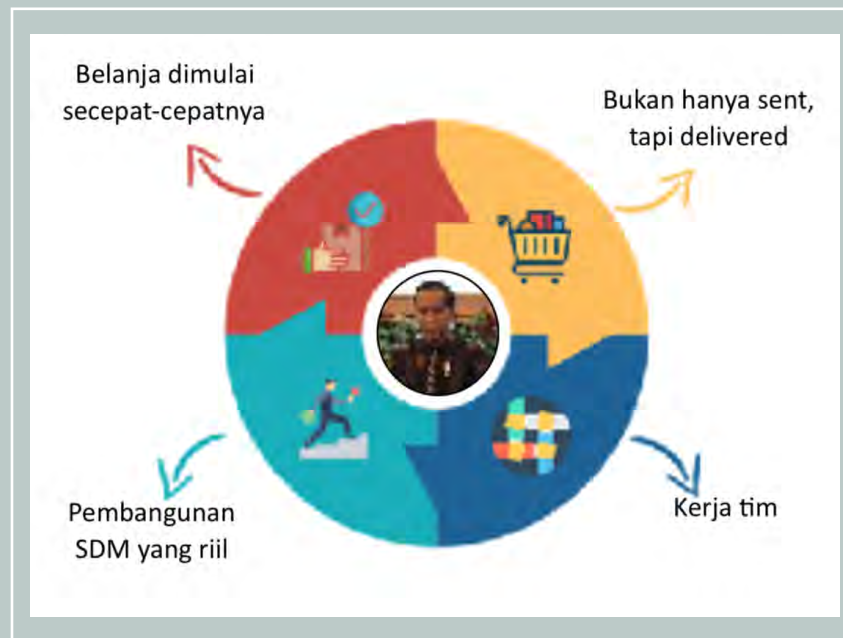 Belanja dimulai
secepat-cepatnya
Bukan hanya sent,
tapi delivered
Pembangunan
SDM yang riil
Kerja tim